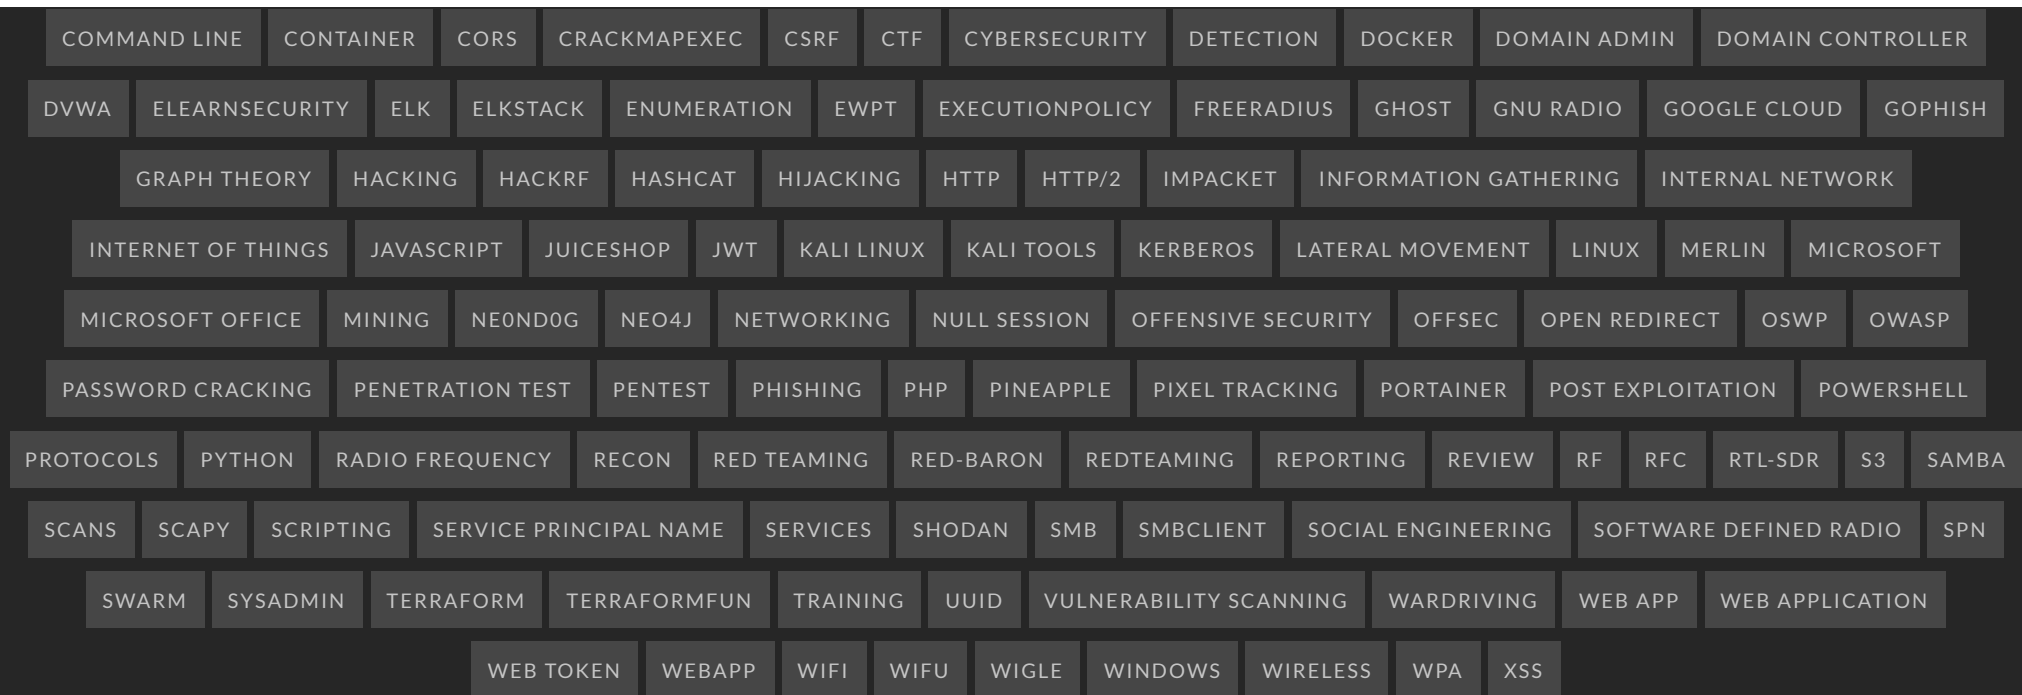 COMMAND LINE CONTAINER CORS CRACKMAPEXEC CSRF CTF CYBERSECURITY DETECTION DOCKER DOMAIN ADMIN DOMAIN CONTROLLER
DVWA ELEARNSECURITY ELK ELKSTACK ENUMERATION EWPT EXECUTIONPOLICY FREERADIUS GHOST GNU RADIO GOOGLE CLOUD GOPHISH
GRAPH THEORY HACKING HACKRF HASHCAT HIJACKING HTTP HTTP/2 IMPACKET INFORMATION GATHERING INTERNAL NETWORK
INTERNET OF THINGS JAVASCRIPT JUICESHOP JWT KALI LINUX KALI TOOLS KERBEROS LATERAL MOVEMENT LINUX MERLIN MICROSOFT
MICROSOFT OFFICE MINING NE0ND0G NEO4J NETWORKING NULL SESSION OFFENSIVE SECURITY OFFSEC OPEN REDIRECT OSWP OWASP
PASSWORD CRACKING PENETRATION TEST PENTEST PHISHING PHP PINEAPPLE PIXEL TRACKING PORTAINER POST EXPLOITATION POWERSHELL
PROTOCOLS PYTHON RADIO FREQUENCY RECON RED TEAMING RED-BARON REDTEAMING REPORTING REVIEW RF RFC RTL-SDR S3 SAMBA
SCANS SCAPY SCRIPTING SERVICE PRINCIPAL NAME SERVICES SHODAN SMB SMBCLIENT SOCIAL ENGINEERING SOFTWARE DEFINED RADIO SPN
SWARM SYSADMIN TERRAFORM TERRAFORMFUN TRAINING UUID VULNERABILITY SCANNING WARDRIVING WEB APP WEB APPLICATION
WEB TOKEN WEBAPP WIFI WIFU WIGLE WINDOWS WIRELESS WPA XSS